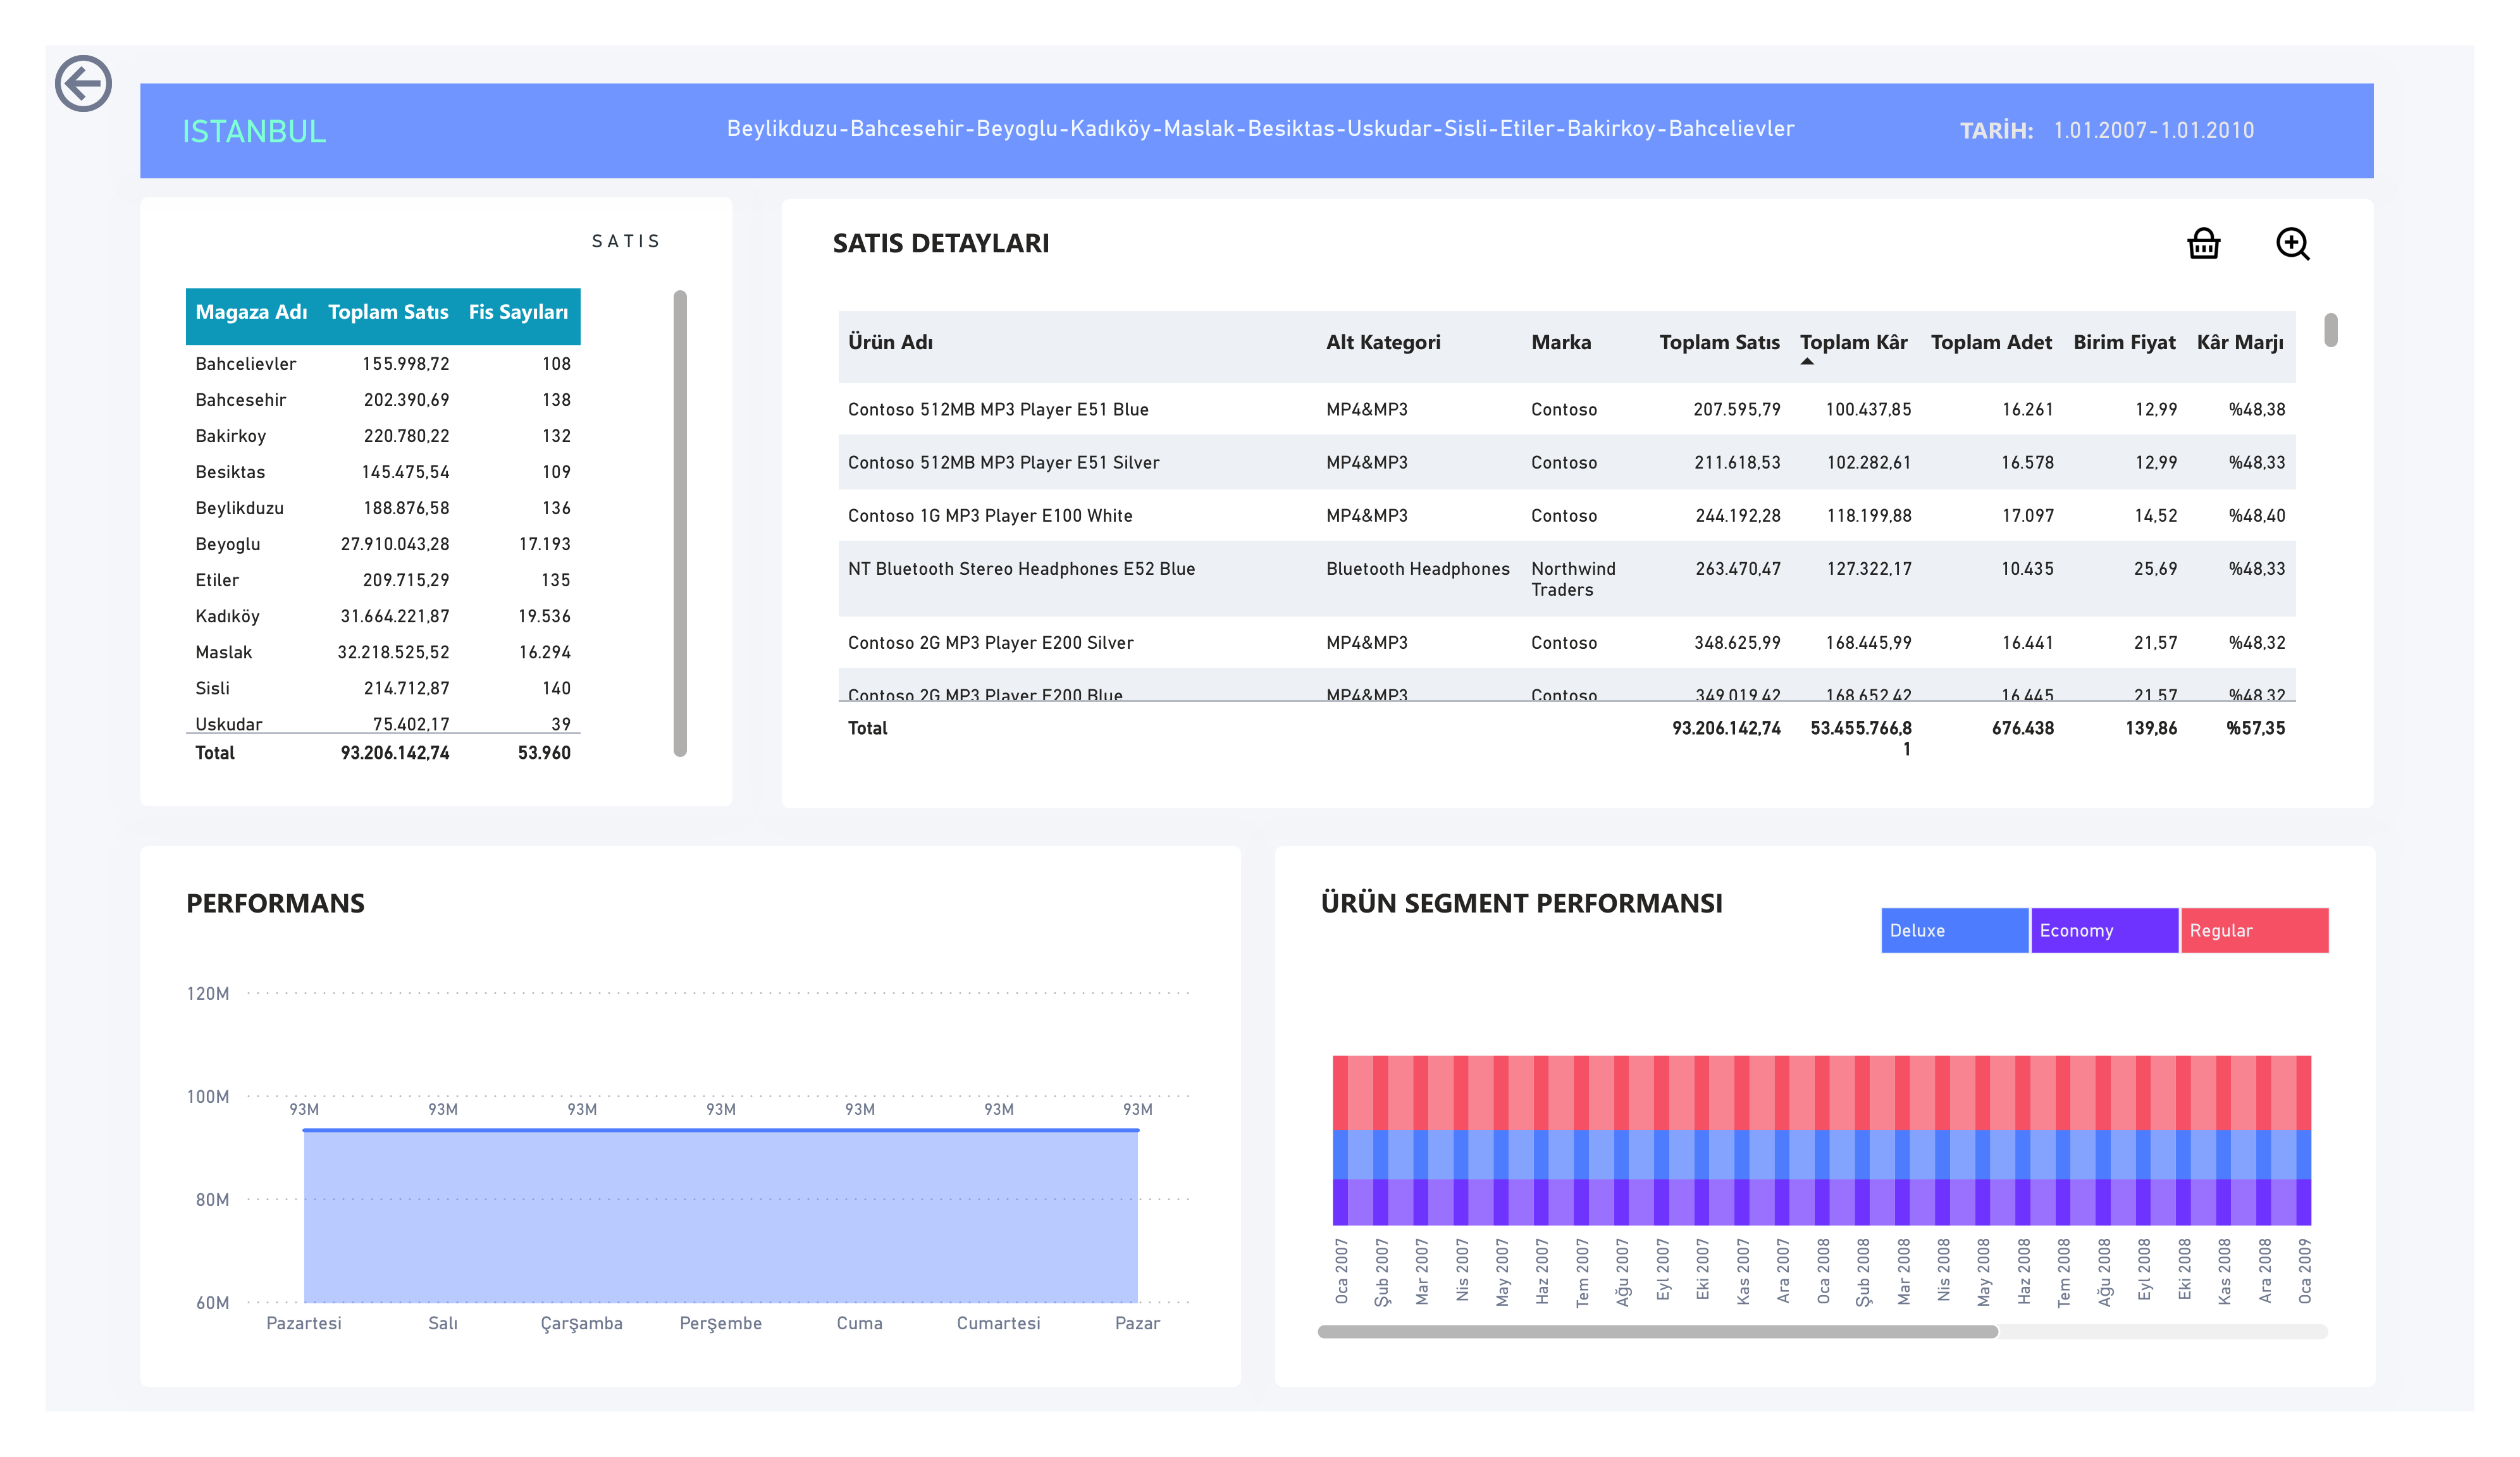 ISTANBUL
Beylikduzu-Bahcesehir-Beyoglu-Kadıköy-Maslak-Besiktas-Uskudar-Sisli-Etiler-Bakirkoy-Bahcelievler
TARİH: 1.01.2007-1.01.2010
SATIS
Magaza Adı Toplam Satıs Fis Sayıları
Bahcelievler 155.998,72 108
Bahcesehir 202.390,69 138
Bakirkoy 220.780,22 132
Besiktas 145.475,54 109
Beylikduzu 188.876,58 136
Beyoglu 27.910.043,28 17.193
Etiler 209.715,29 135
Kadıköy 31.664.221,87 19.536
Maslak 32.218.525,52 16.294
Sisli 214.712,87 140
Uskudar 75.402,17 39
Total 93.206.142,74 53.960
SATIS DETAYLARI
Ürün Adı Alt Kategori Marka Toplam Satıs Toplam Kâr Toplam Adet Birim Fiyat Kâr Marjı
Contoso 512MB MP3 Player E51 Blue MP4&MP3 Contoso 207.595,79 100.437,85 16.261 12,99 %48,38
Contoso 512MB MP3 Player E51 Silver MP4&MP3 Contoso 211.618,53 102.282,61 16.578 12,99 %48,33
Contoso 1G MP3 Player E100 White MP4&MP3 Contoso 244.192,28 118.199,88 17.097 14,52 %48,40
NT Bluetooth Stereo Headphones E52 Blue Bluetooth Headphones Northwind 263.470,47 127.322,17 10.435 25,69 %48,33
Traders
Contoso 2G MP3 Player E200 Silver MP4&MP3 Contoso 348.625,99 168.445,99 16.441 21,57 %48,32
Contoso 2G MP3 Player E200 Blue MP4&MP3 Contoso 349.019,42 168.652,42 16.445 21,57 %48,32
Total 93.206.142,74 53.455.766,8 676.438 139,86 %57,35
1
PERFORMANS
120M
100M
80M
60M
93M 93M 93M 93M 93M 93M 93M
Pazartesi Salı Çarşamba Perşembe Cuma Cumartesi Pazar
ÜRÜN SEGMENT PERFORMANSI
Deluxe Economy Regular
Oca 2007
Şub 2007
Mar 2007
Nis 2007
May 2007
Haz 2007
Tem 2007
Ağu 2007
Eyl 2007
Eki 2007
Kas 2007
Ara 2007
Oca 2008
Şub 2008
Mar 2008
Nis 2008
May 2008
Haz 2008
Tem 2008
Ağu 2008
Eyl 2008
Eki 2008
Kas 2008
Ara 2008
Oca 2009